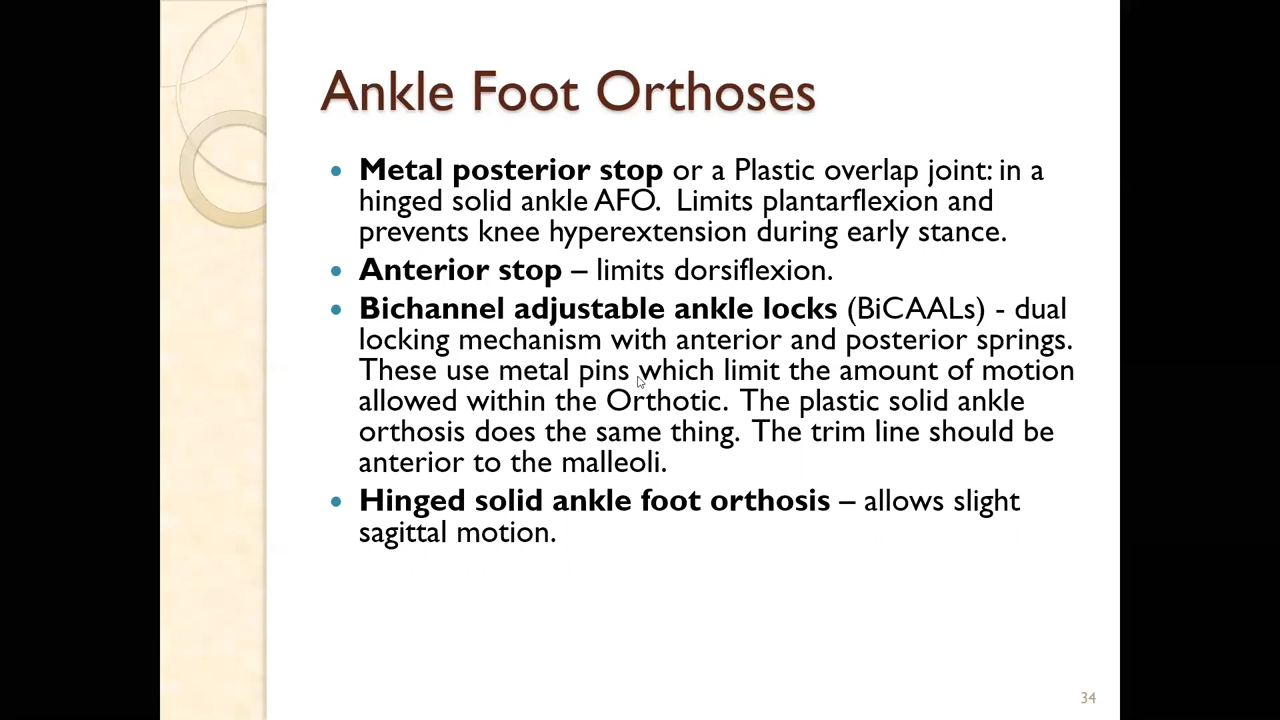 Ankle Foot Orthoses
• Metal posterior stop or a Plastic overlap joint: in a
hinged solid ankle AFO.  Limits plantarflexion and
prevents knee hyperextension during early stance.
• Anterior stop – limits dorsiflexion.
• Bichannel adjustable ankle locks (BiCAALs) - dual
locking mechanism with anterior and posterior springs.
These use metal pins which limit the amount of motion
allowed within the Orthotic.  The plastic solid ankle
orthosis does the same thing.  The trim line should be
anterior to the malleoli.
• Hinged solid ankle foot orthosis – allows slight
sagittal motion.
34